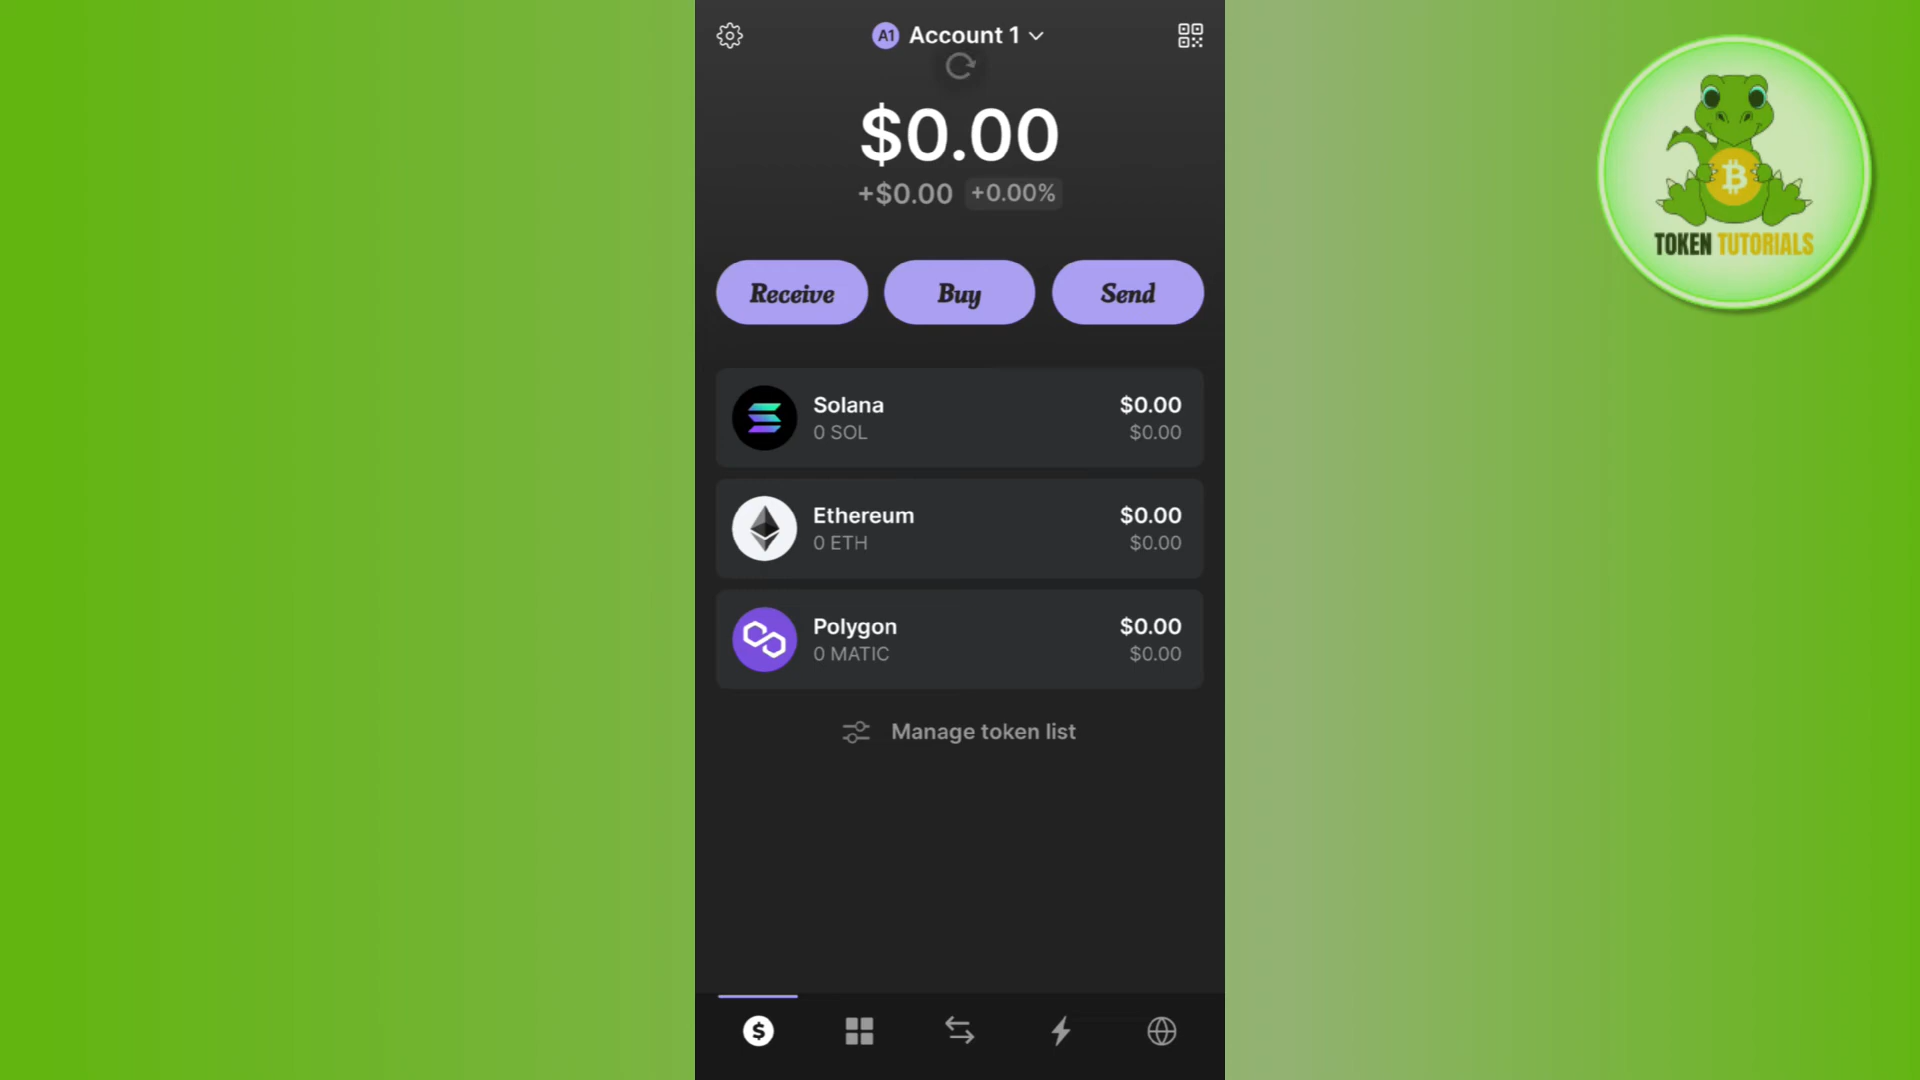 A1 Account 1
$0.00
+$0.00 +0.00%
Receive Buy Send
Solana $0.00
0 SOL $0.00
Ethereum $0.00
0 ETH $0.00
Polygon $0.00
0 MATIC $0.00
Manage token list
TOKEN TUTORIALS